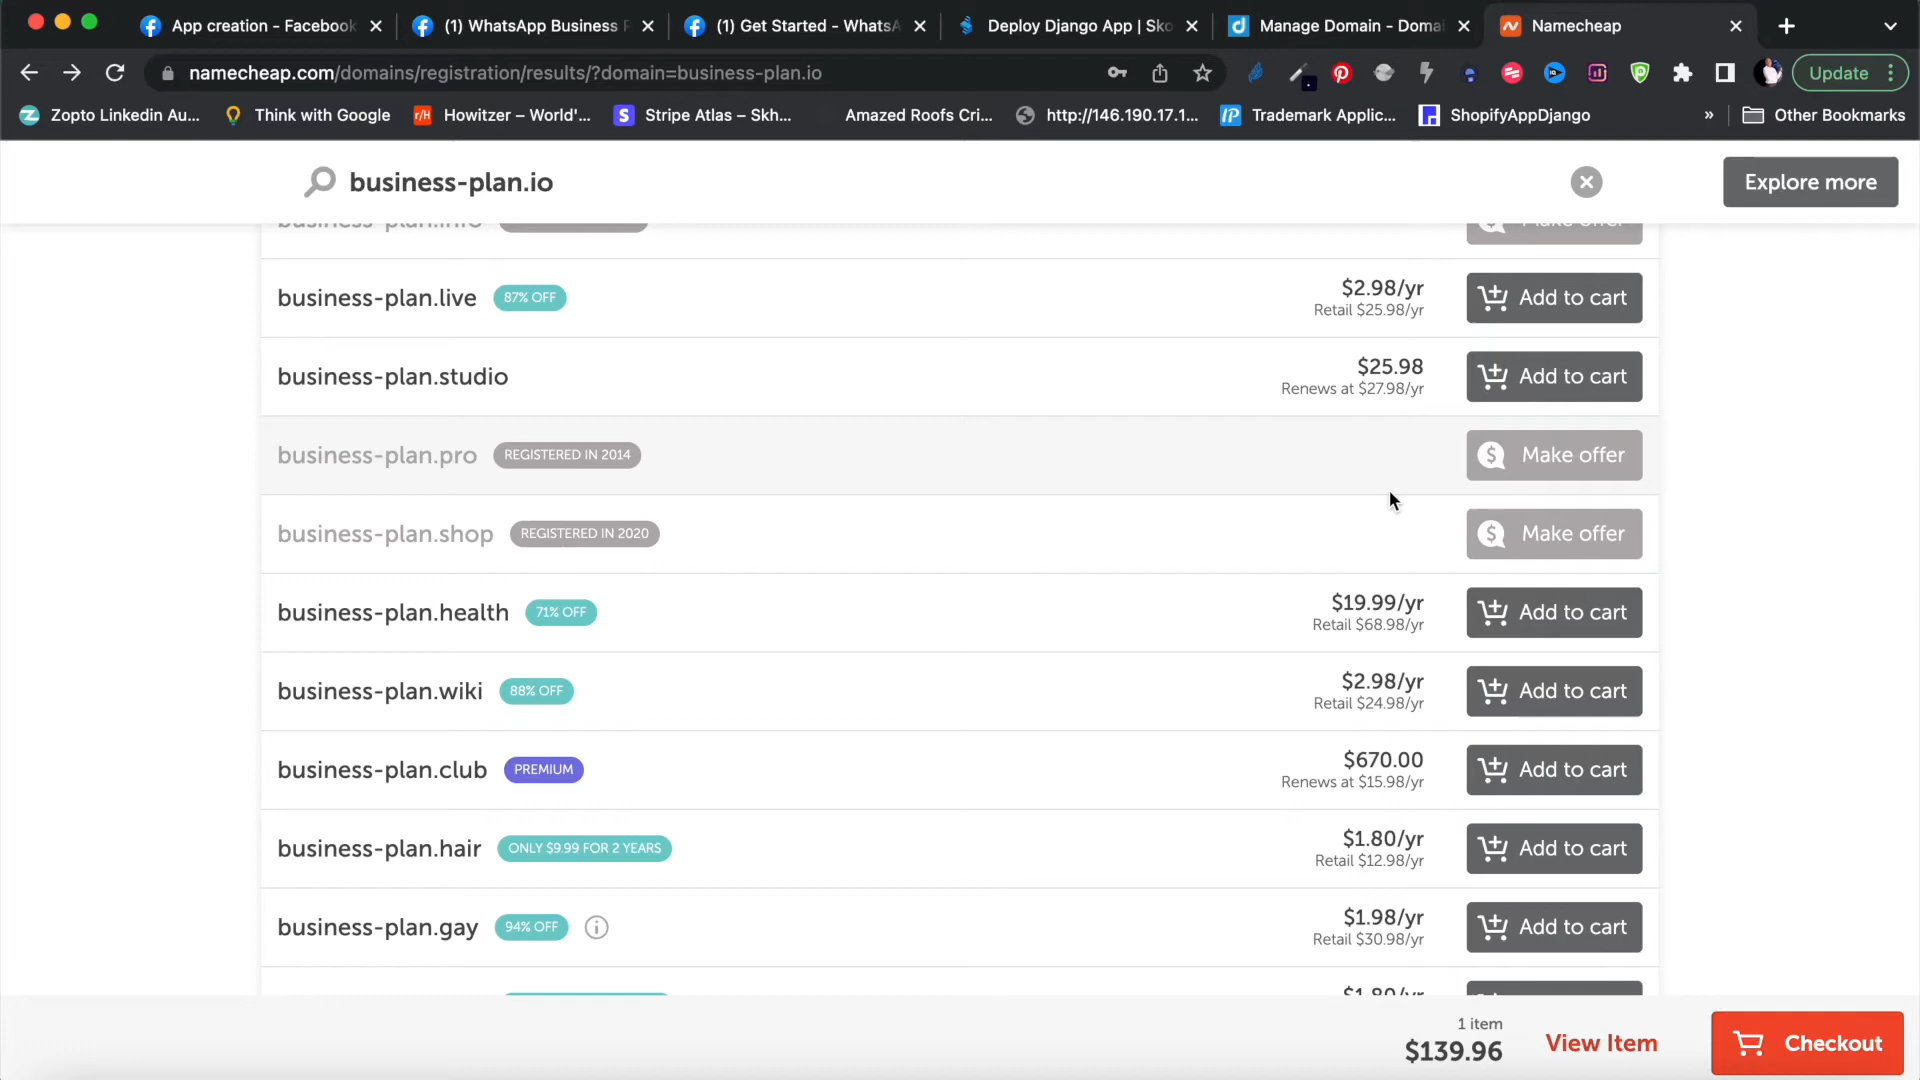 App creation - Facebook
(1) WhatsApp Business P
(1) Get Started - WhatsA
Deploy Django App | Sko
Manage Domain - Domai
Namecheap
namecheap.com/domains/registration/results/?domain=business-plan.io
Update
Zopto Linkedin Au...
Think with Google
Howitzer – World'...
Stripe Atlas – Skh...
Amazed Roofs Cri...
http://146.190.17.1...
Trademark Applic...
ShopifyAppDjango
»
Other Bookmarks
business-plan.io
Explore more
business-plan.info
Make offer
business-plan.live 87% OFF
$2.98/yr
Retail $25.98/yr
Add to cart
business-plan.studio
$25.98
Renews at $27.98/yr
Add to cart
business-plan.pro REGISTERED IN 2014
Make offer
business-plan.shop REGISTERED IN 2020
Make offer
business-plan.health 71% OFF
$19.99/yr
Retail $68.98/yr
Add to cart
business-plan.wiki 88% OFF
$2.98/yr
Retail $24.98/yr
Add to cart
business-plan.club PREMIUM
$670.00
Renews at $15.98/yr
Add to cart
business-plan.hair ONLY $9.99 FOR 2 YEARS
$1.80/yr
Retail $12.98/yr
Add to cart
business-plan.gay 94% OFF
$1.98/yr
Retail $30.98/yr
Add to cart
$1.80/yr
1 item
$139.96
View Item
Checkout